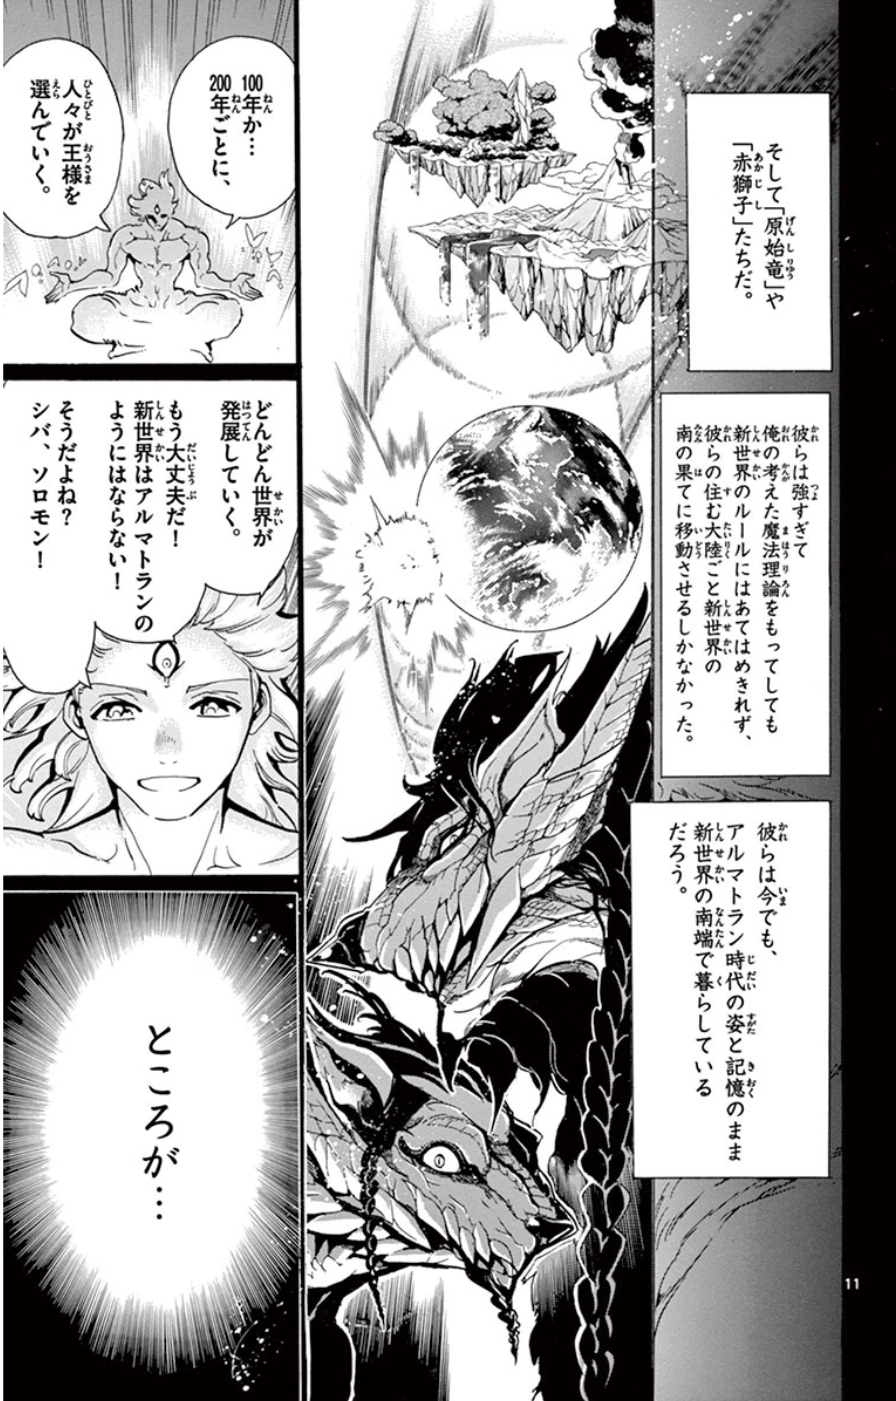 そして「原始竜」や
「赤獅子」たちだ。
彼らは強すぎて
俺の考えた魔法理論をもってしても
新世界のルールにはあてはめきれず、
彼らの住む大陸ごと新世界の
南の果てに移動させるしかなかった。
彼らは今でも、
アルマトラン時代の姿と記憶のまま
新世界の南端で暮らしている
だろう。
100年か…
200年ごとに、
人々が王様を
選んでいく。
どんどん世界が
発展していく。
もう大丈夫だ!
新世界はアルマトランの
ようにはならない!
そうだよね?
シバ、ソロモン!
ところが…
11